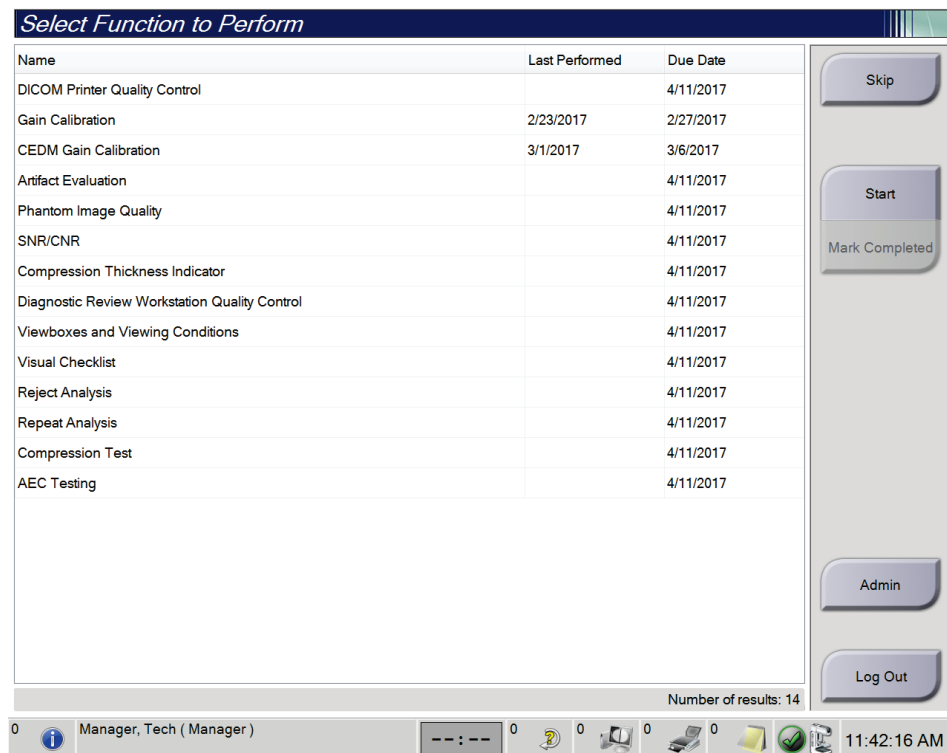 Select Function to Perform
Name Last Performed Due Date
DICOM Printer Quality Control 4/11/2017
Gain Calibration 2/23/2017 2/27/2017
CEDM Gain Calibration 3/1/2017 3/6/2017
Artifact Evaluation 4/11/2017
Phantom Image Quality 4/11/2017
SNR/CNR 4/11/2017
Compression Thickness Indicator 4/11/2017
Diagnostic Review Workstation Quality Control 4/11/2017
Viewboxes and Viewing Conditions 4/11/2017
Visual Checklist 4/11/2017
Reject Analysis 4/11/2017
Repeat Analysis 4/11/2017
Compression Test 4/11/2017
AEC Testing 4/11/2017
Number of results: 14
Skip
Start
Mark Completed
Admin
Log Out
0 Manager, Tech ( Manager ) --:-- 0 0 0 0 11:42:16 AM